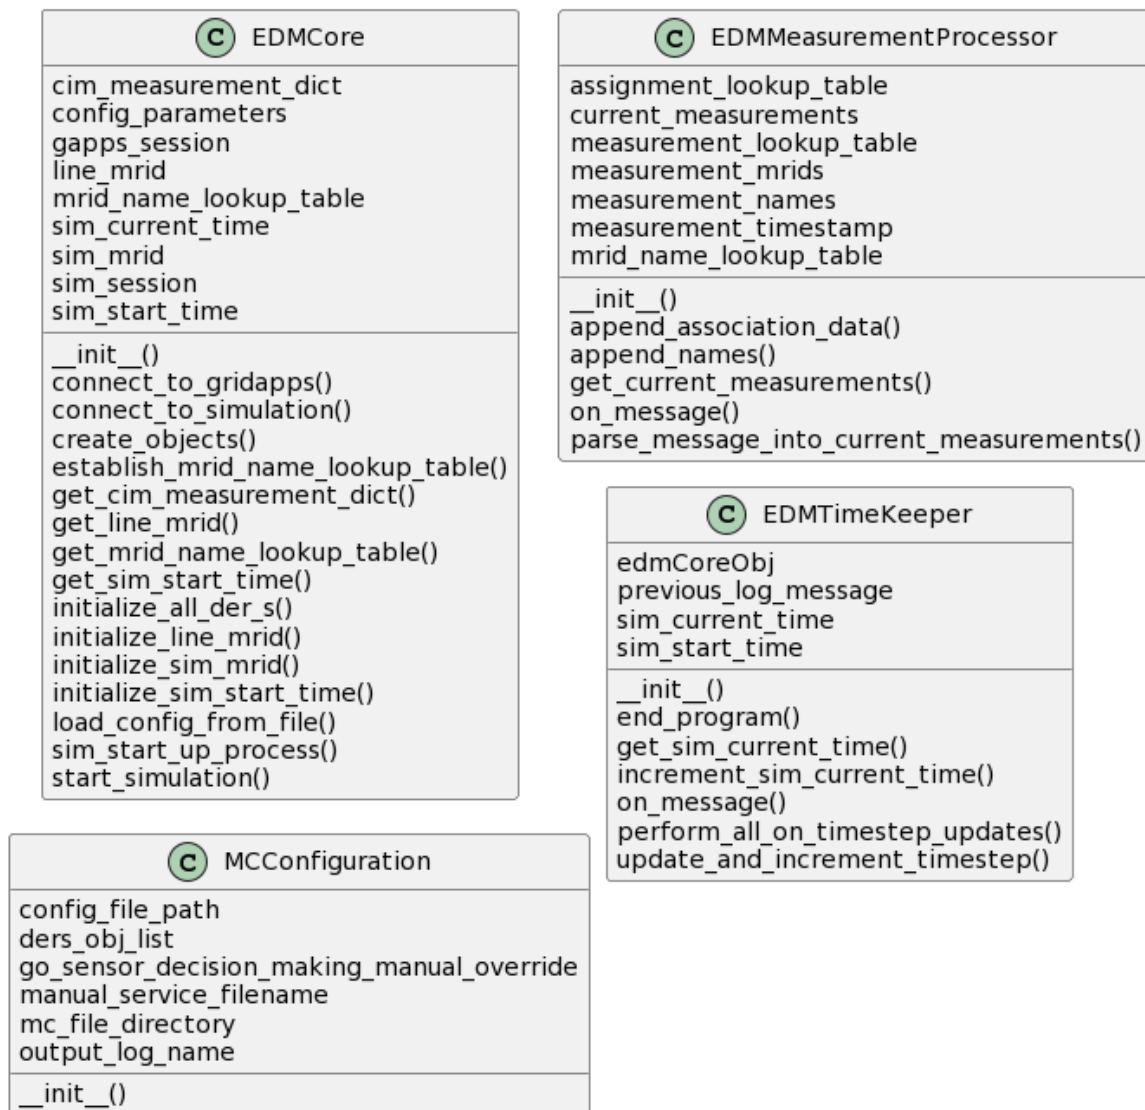 C EDMCore
cim_measurement_dict
config_parameters
gapps_session
line_mrid
mrid_name_lookup_table
sim_current_time
sim_mrid
sim_session
sim_start_time
__init__()
connect_to_gridapps()
connect_to_simulation()
create_objects()
establish_mrid_name_lookup_table()
get_cim_measurement_dict()
get_line_mrid()
get_mrid_name_lookup_table()
get_sim_start_time()
initialize_all_der_s()
initialize_line_mrid()
initialize_sim_mrid()
initialize_sim_start_time()
load_config_from_file()
sim_start_up_process()
start_simulation()
C EDMMeasurementProcessor
assignment_lookup_table
current_measurements
measurement_lookup_table
measurement_mrids
measurement_names
measurement_timestamp
mrid_name_lookup_table
__init__()
append_association_data()
append_names()
get_current_measurements()
on_message()
parse_message_into_current_measurements()
C EDMTimeKeeper
edmCoreObj
previous_log_message
sim_current_time
sim_start_time
__init__()
end_program()
get_sim_current_time()
increment_sim_current_time()
on_message()
perform_all_on_timestep_updates()
update_and_increment_timestep()
C MCConfiguration
config_file_path
ders_obj_list
go_sensor_decision_making_manual_override
manual_service_filename
mc_file_directory
output_log_name
__init__()